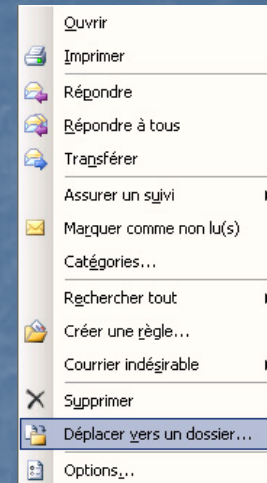 Ouvrir
Imprimer
Répondre
Répondre à tous
Transférer
Assurer un suivi
Marquer comme non lu(s)
Catégories...
Rechercher tout
Créer une règle...
Courrier indésirable
Supprimer
Déplacer vers un dossier...
Options...